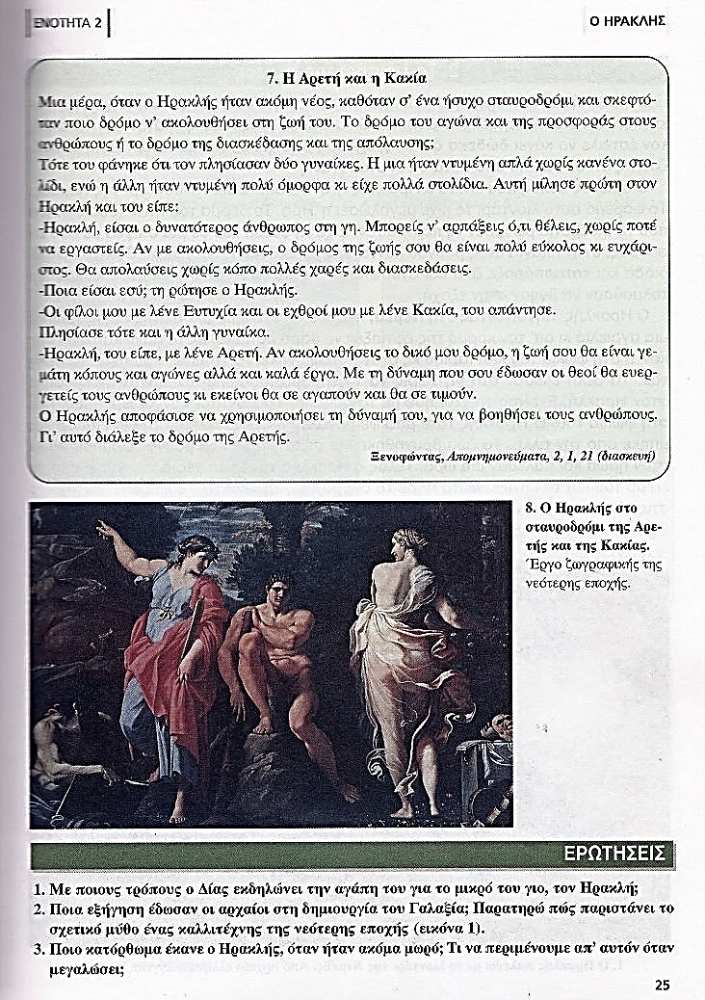 ΕΝΟΤΗΤΑ 2
Ο ΗΡΑΚΛΗΣ
7. Η Αρετή και η Κακία
Μια μέρα, όταν ο Ηρακλής ήταν ακόμη νέος, καθόταν σ' ένα ήσυχο σταυροδρόμι και σκεφτό-
ταν ποιο δρόμο ν' ακολουθήσει στη ζωή του. Το δρόμο του αγώνα και της προσφοράς στους
ανθρώπους ή το δρόμο της διασκέδασης και της απόλαυσης;
Τότε του φάνηκε ότι τον πλησίασαν δύο γυναίκες. Η μια ήταν ντυμένη απλά χωρίς κανένα στο-
λίδι, ενώ η άλλη ήταν ντυμένη πολύ όμορφα κι είχε πολλά στολίδια. Αυτή μίλησε πρώτη στον
Ηρακλή και του είπε:
-Ηρακλή, είσαι ο δυνατότερος άνθρωπος στη γη. Μπορείς ν' αρπάξεις ό,τι θέλεις, χωρίς ποτέ
να εργαστείς. Αν με ακολουθήσεις, ο δρόμος της ζωής σου θα είναι πολύ εύκολος κι ευχάρι-
στος. Θα απολαύσεις χωρίς κόπο πολλές χαρές και διασκεδάσεις.
-Ποια είσαι εσύ; τη ρώτησε ο Ηρακλής.
-Οι φίλοι μου με λένε Ευτυχία και οι εχθροί μου με λένε Κακία, του απάντησε.
Πλησίασε τότε και η άλλη γυναίκα.
-Ηρακλή, του είπε, με λένε Αρετή. Αν ακολουθήσεις το δικό μου δρόμο, η ζωή σου θα είναι γε-
μάτη κόπους και αγώνες αλλά και καλά έργα. Με τη δύναμη που σου έδωσαν οι θεοί θα ευερ-
γετείς τους ανθρώπους κι εκείνοι θα σε αγαπούν και θα σε τιμούν.
Ο Ηρακλής αποφάσισε να χρησιμοποιήσει τη δύναμή του, για να βοηθήσει τους ανθρώπους.
Γι' αυτό διάλεξε το δρόμο της Αρετής.
Ξενοφώντας, Απομνημονεύματα, 2, 1, 21 (διασκευή)
8. Ο Ηρακλής στο
σταυροδρόμι της Αρε-
τής και της Κακίας.
Έργο ζωγραφικής της
νεότερης εποχής.
ΕΡΩΤΗΣΕΙΣ
1. Με ποιους τρόπους ο Δίας εκδηλώνει την αγάπη του για το μικρό του γιο, τον Ηρακλή;
2. Ποια εξήγηση έδωσαν οι αρχαίοι στη δημιουργία του Γαλαξία; Παρατηρώ πώς παριστάνει το
σχετικό μύθο ένας καλλιτέχνης της νεότερης εποχής (εικόνα 1).
3. Ποιο κατόρθωμα έκανε ο Ηρακλής, όταν ήταν ακόμα μωρό; Τι να περιμένουμε απ' αυτόν όταν
μεγαλώσει;
25